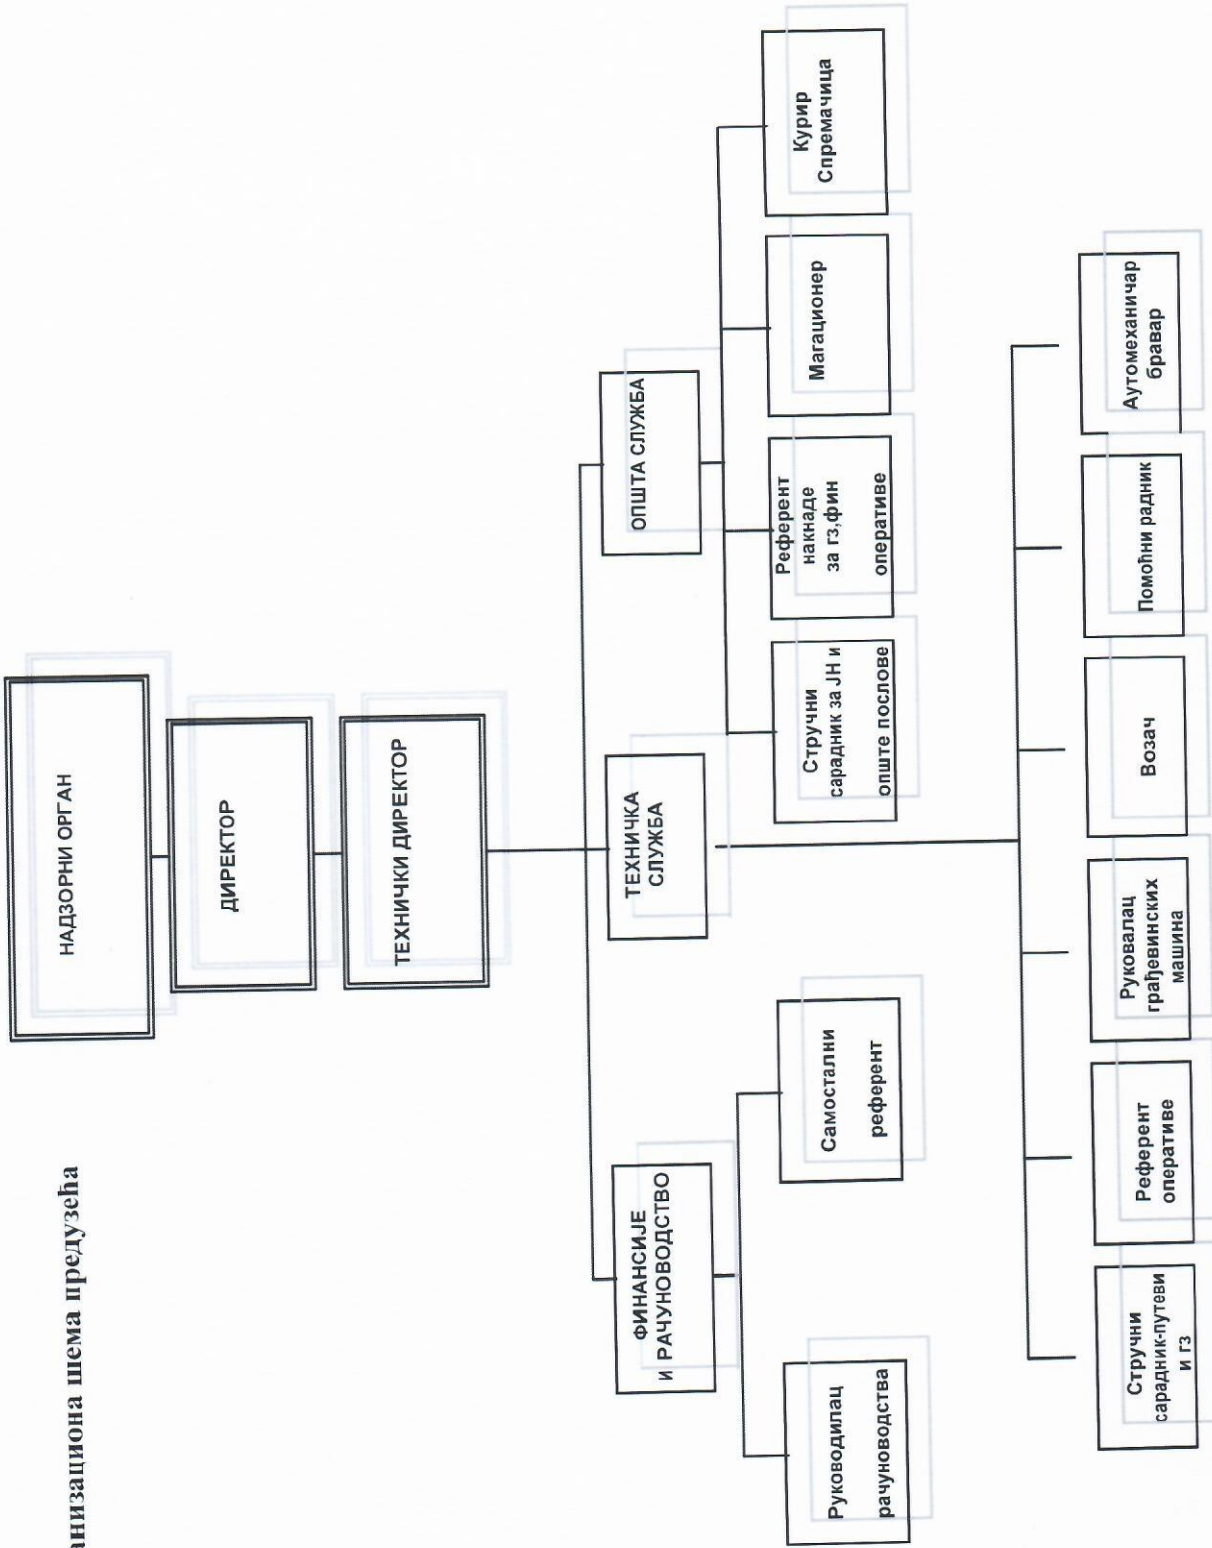 анизациона шема предузећа
НАДЗОРНИ ОРГАН
ДИРЕКТОР
ТЕХНИЧКИ ДИРЕКТОР
ФИНАНСИЈЕ
и РАЧУНОВОДСТВО
ТЕХНИЧКА
СЛУЖБА
ОПШТА СЛУЖБА
Руководилац
рачуноводства
Самостални
референт
Стручни
сарадник за ЈН и
опште послове
Референт
накнаде
за гз,фин
оперативе
Магационер
Курир
Спремачица
Стручни
сарадник-путеви
и гз
Референт
оперативе
Руковалац
грађевинских
машина
Возач
Помоћни радник
Аутомеханичар
бравар